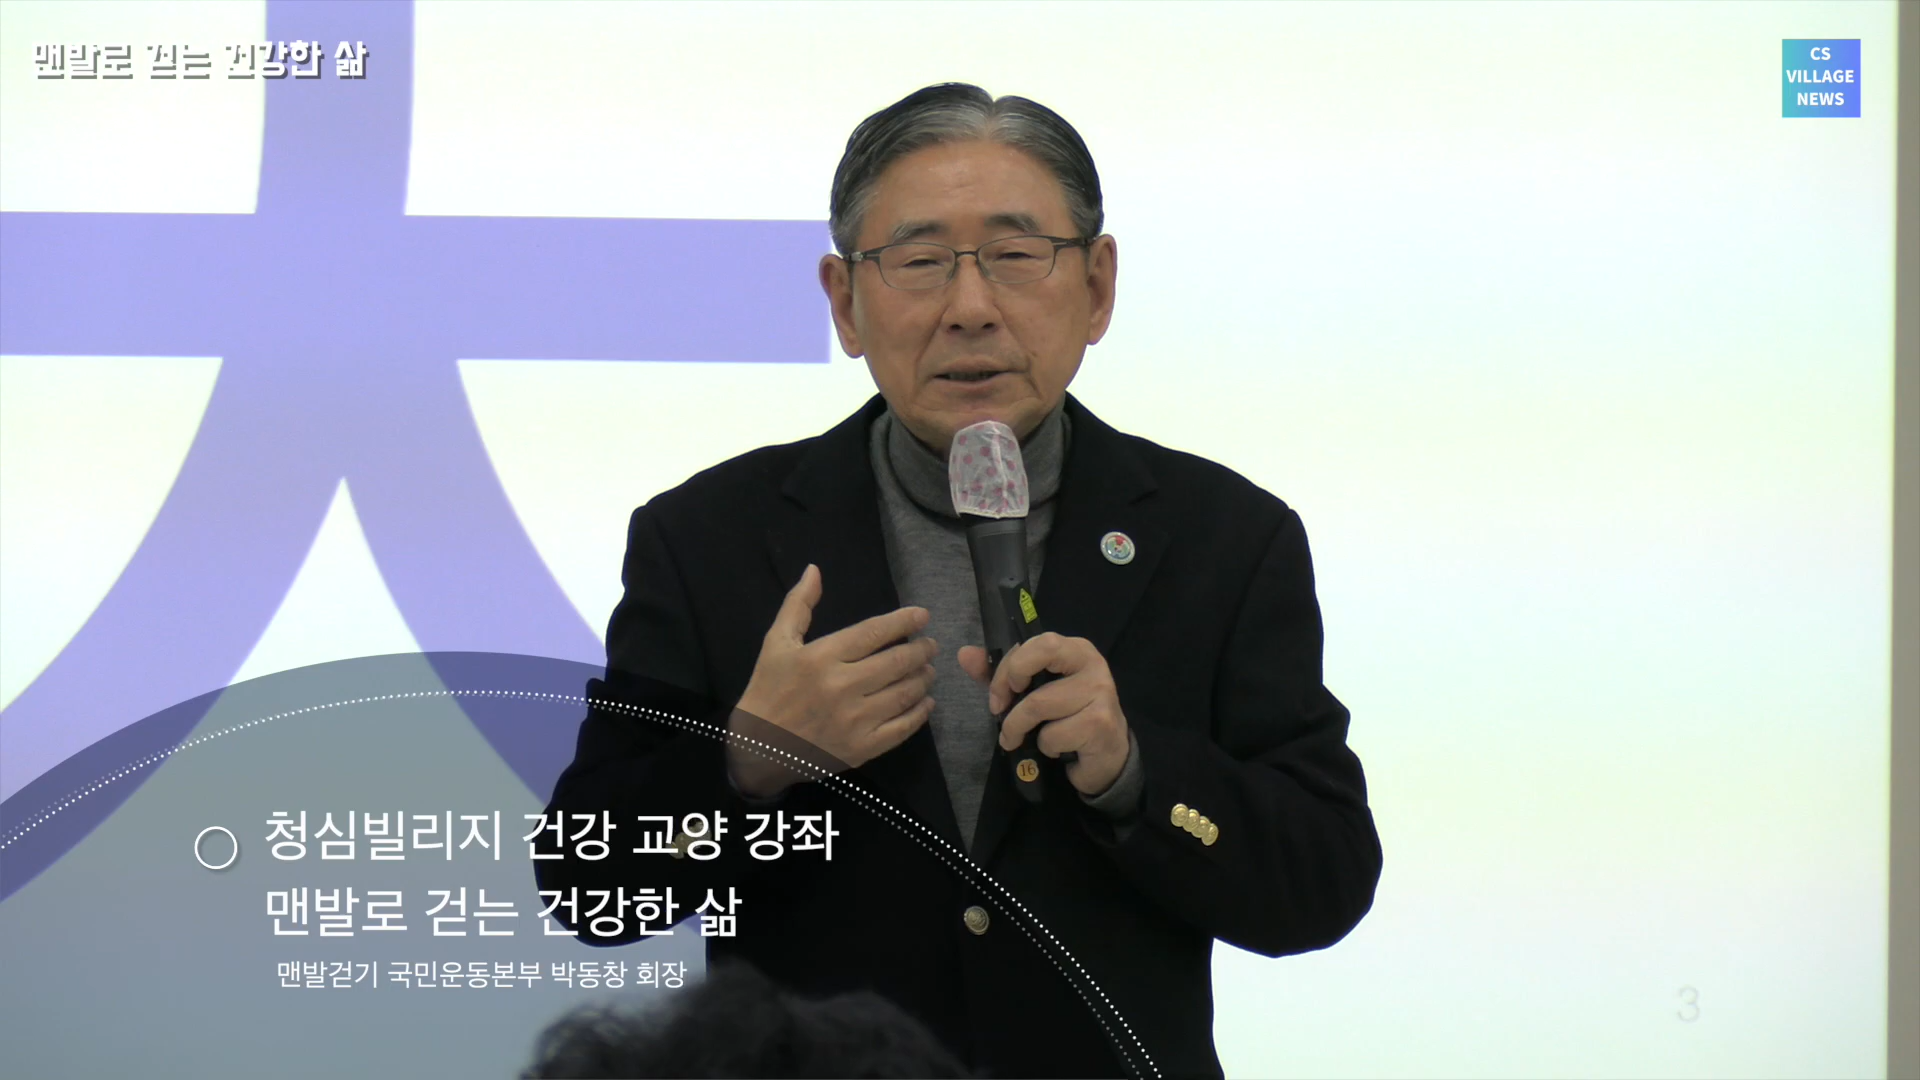 맨발로 걷는 건강한 삶
CS
VILLAGE
NEWS
16
청심빌리지 건강 교양 강좌
맨발로 걷는 건강한 삶
맨발걷기 국민운동본부 박동창 회장
3